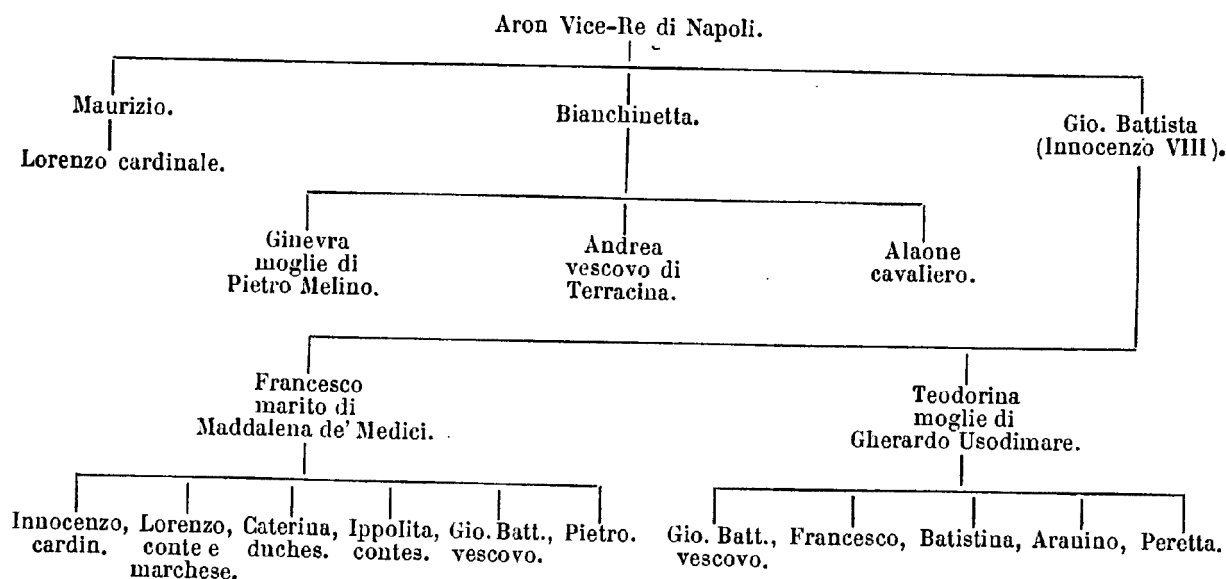 Aron Vice-Re di Napoli.
Maurizio.
Lorenzo cardinale.
Bianchinetta.
Gio. Battista
(Innocenzo VIII).
Ginevra
moglie di
Pietro Melino.
Andrea
vescovo di
Terracina.
Alaone
cavaliero.
Francesco
marito di
Maddalena de' Medici.
Teodorina
moglie di
Gherardo Usodimare.
Innocenzo,
cardin.
Lorenzo,
conte e
marchese.
Caterina,
duches.
Ippolita,
contes.
Gio. Batt.,
vescovo.
Pietro.
Gio. Batt.,
vescovo.
Francesco,
Batistina,
Aranino,
Peretta.